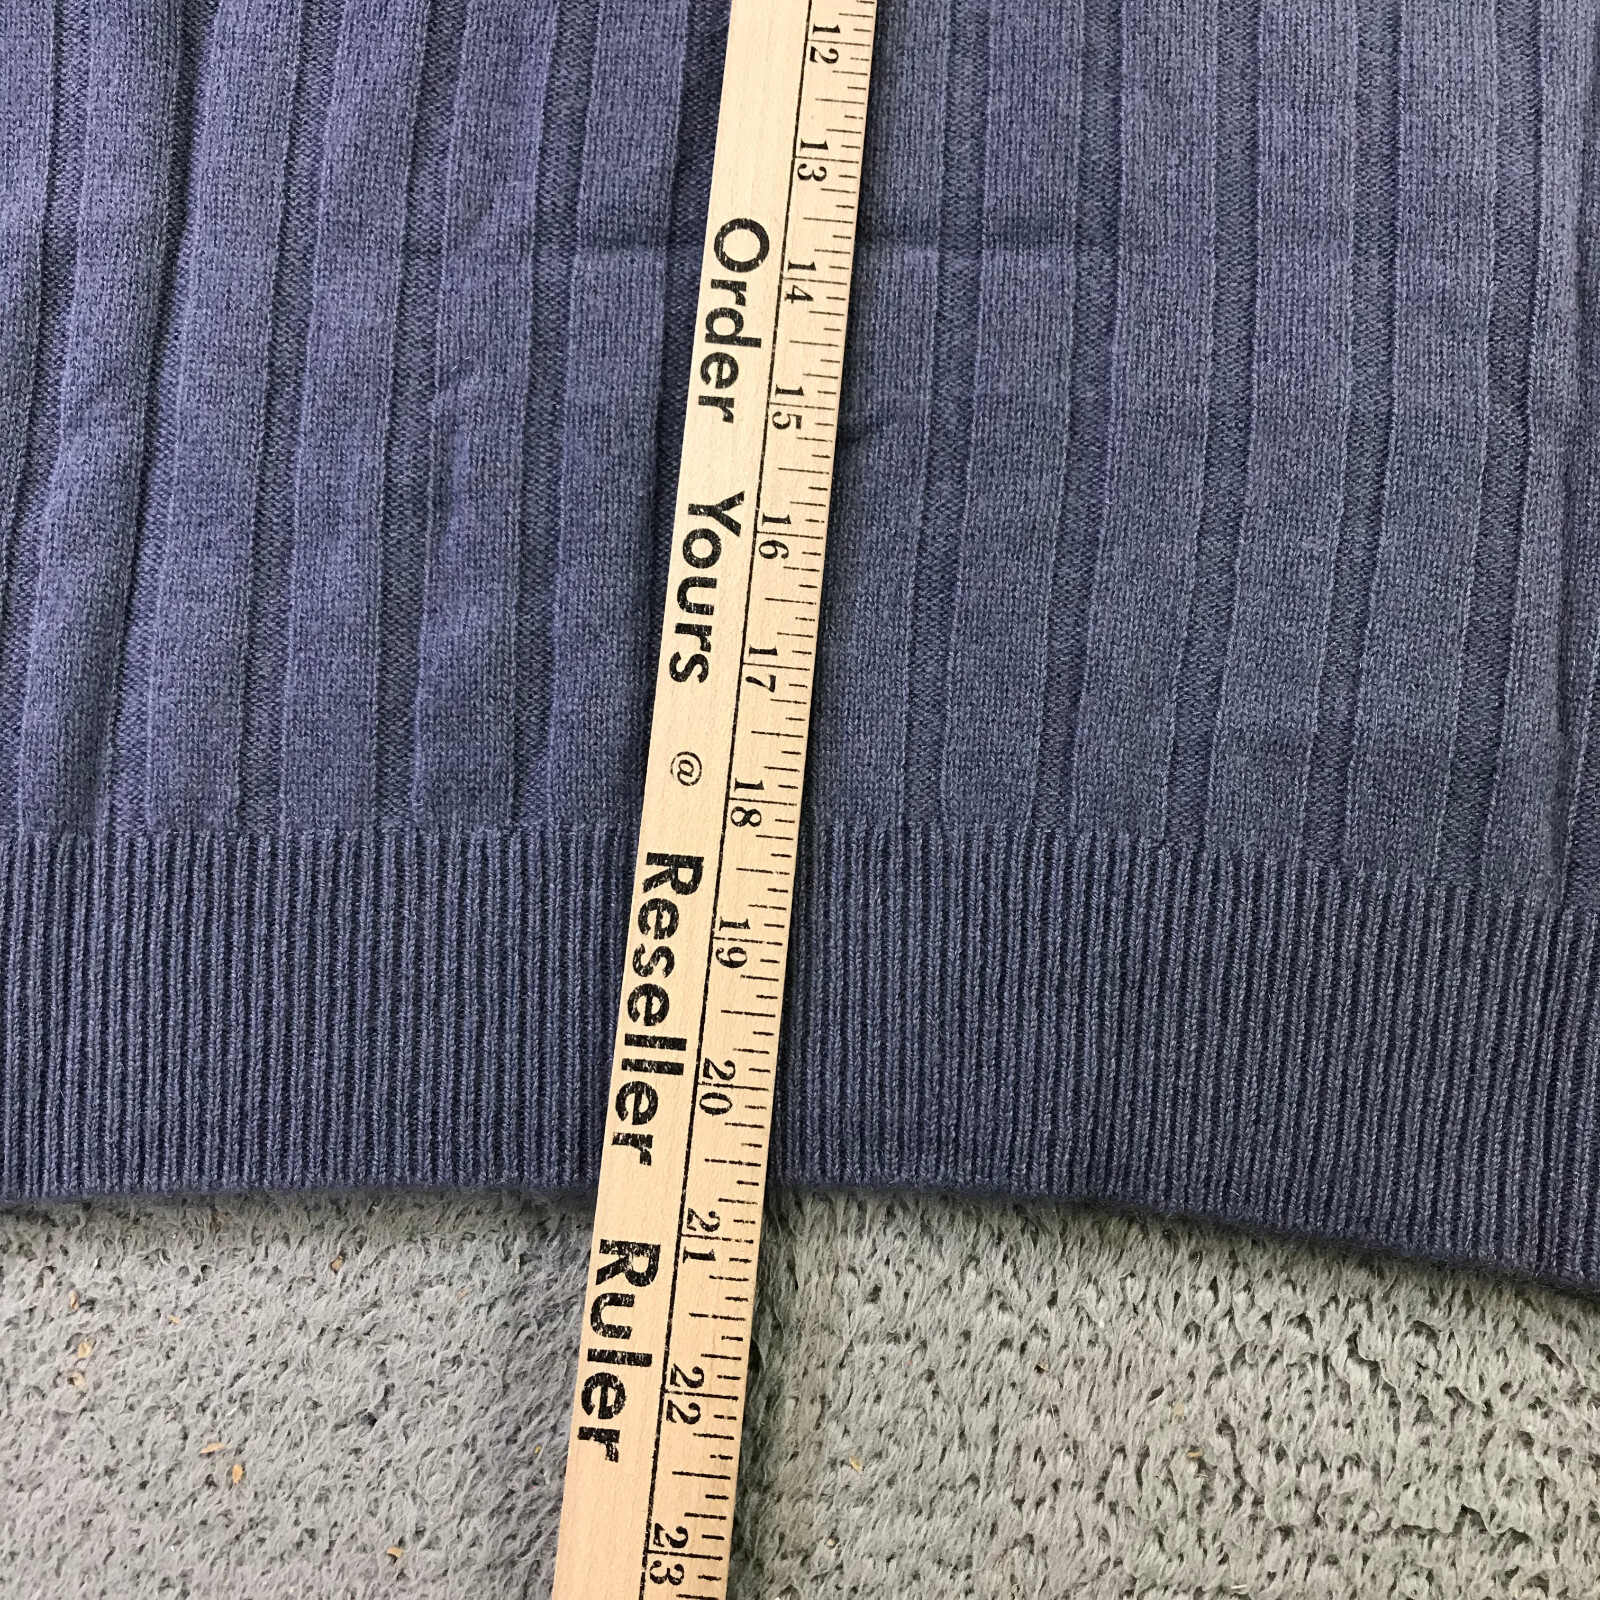 Order Yours @ Reseller Ruler
12 13 14 15 16 17 18 19 20 21 22 23